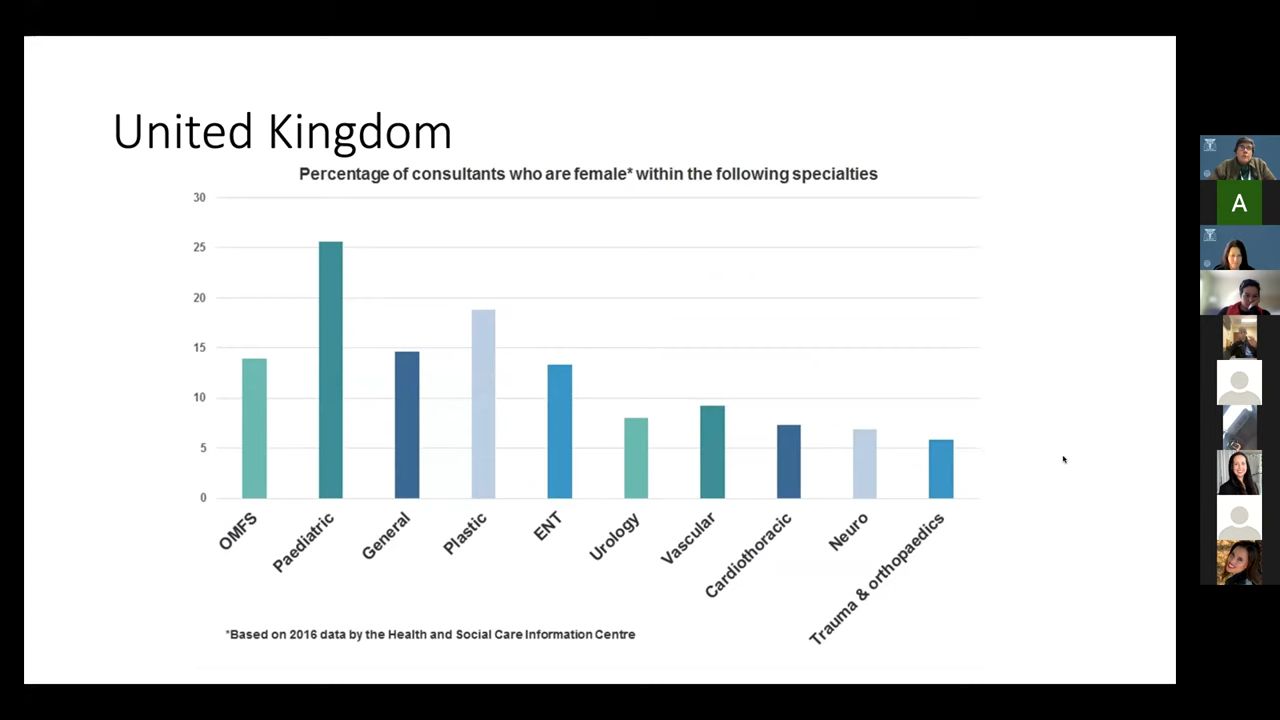 United Kingdom
Percentage of consultants who are female* within the following specialties
30
25
20
15
10
5
0
OMFS
Paediatric
General
Plastic
ENT
Urology
Vascular
Cardiothoracic
Neuro
Trauma & orthopaedics
*Based on 2016 data by the Health and Social Care Information Centre
A